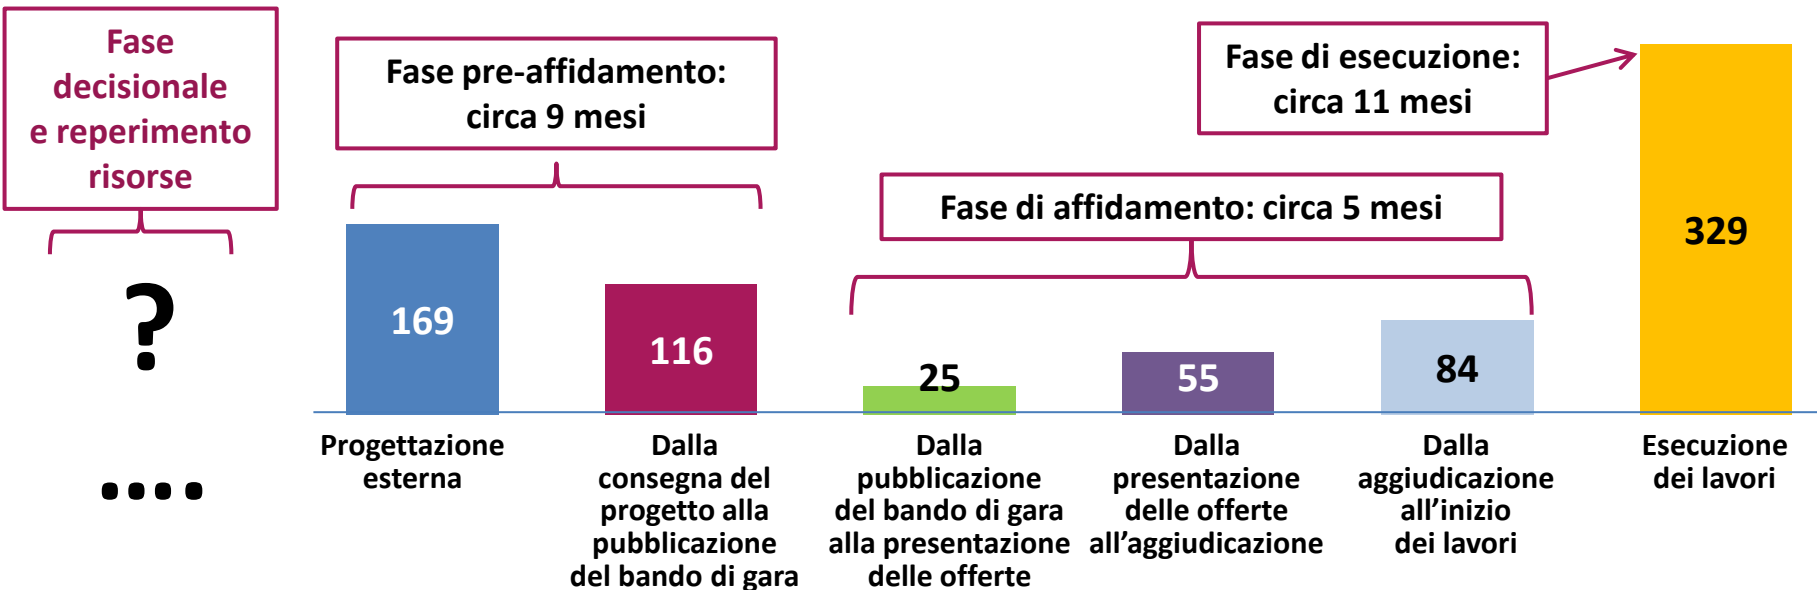 Fase
decisionale
e reperimento
risorse
?
....
Fase pre-affidamento:
circa 9 mesi
Fase di affidamento: circa 5 mesi
Fase di esecuzione:
circa 11 mesi
169
116
25
55
84
329
Progettazione
esterna
Dalla
consegna del
progetto alla
pubblicazione
del bando di gara
Dalla
pubblicazione
del bando di gara
alla presentazione
delle offerte
Dalla
presentazione
delle offerte
all’aggiudicazione
Dalla
aggiudicazione
all’inizio
dei lavori
Esecuzione
dei lavori